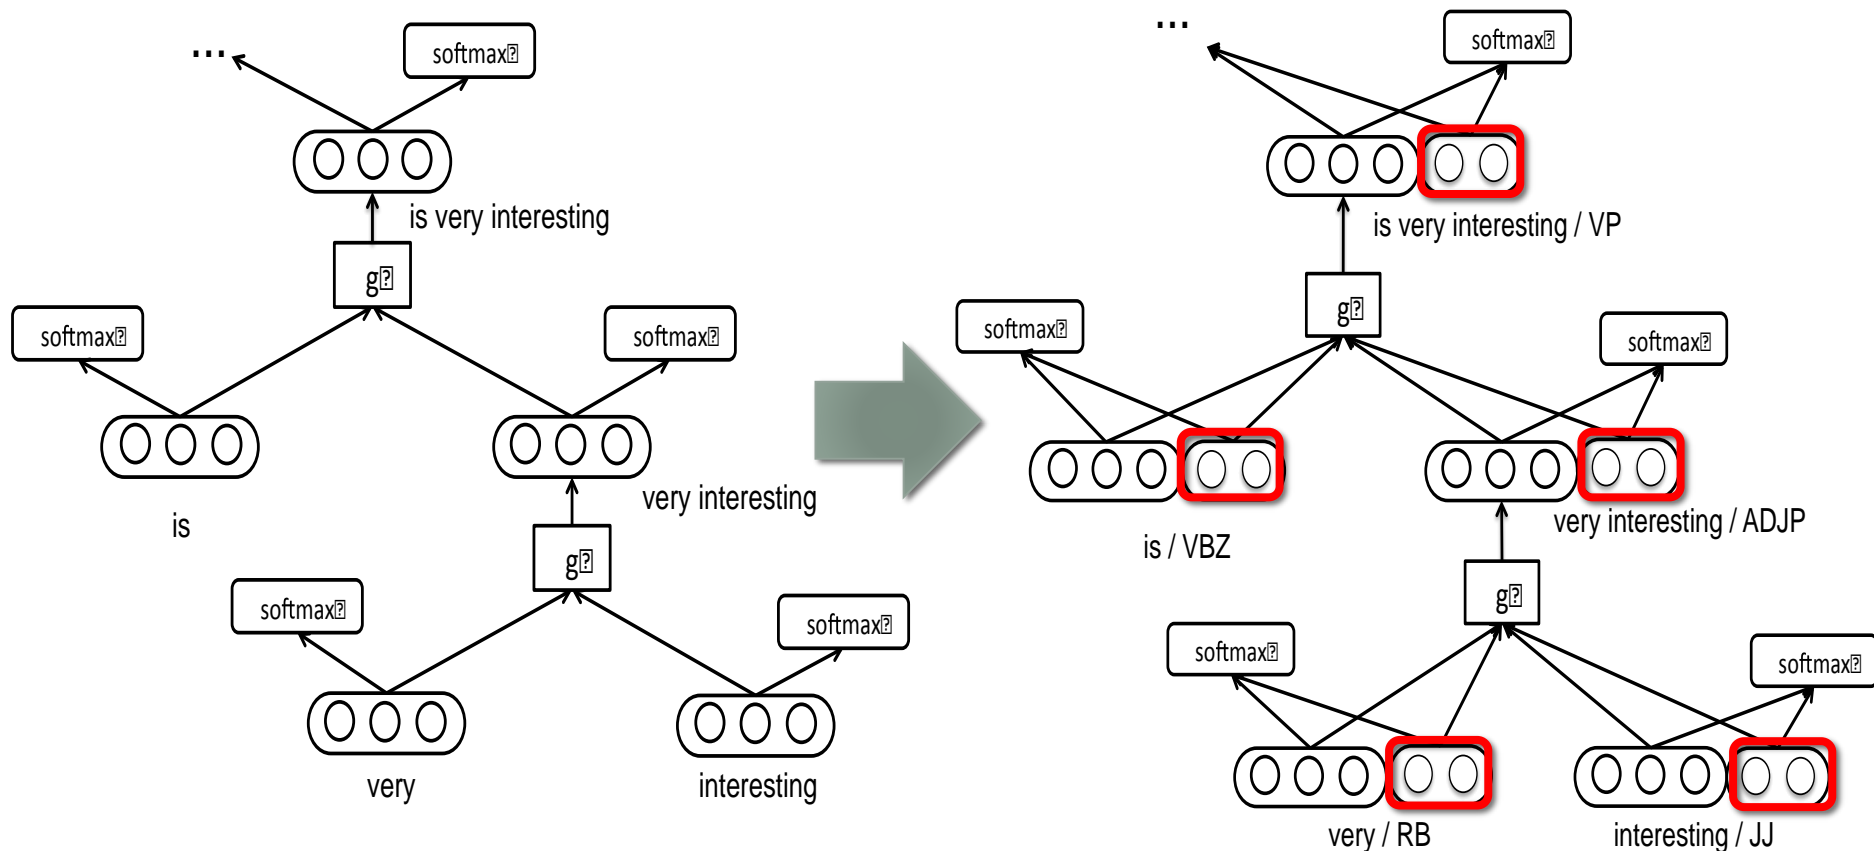 ...
softmax
is very interesting
g
softmax
softmax
is
very interesting
g
softmax
softmax
very
interesting
...
softmax
is very interesting / VP
g
softmax
softmax
is / VBZ
very interesting / ADJP
g
softmax
softmax
very / RB
interesting / JJ